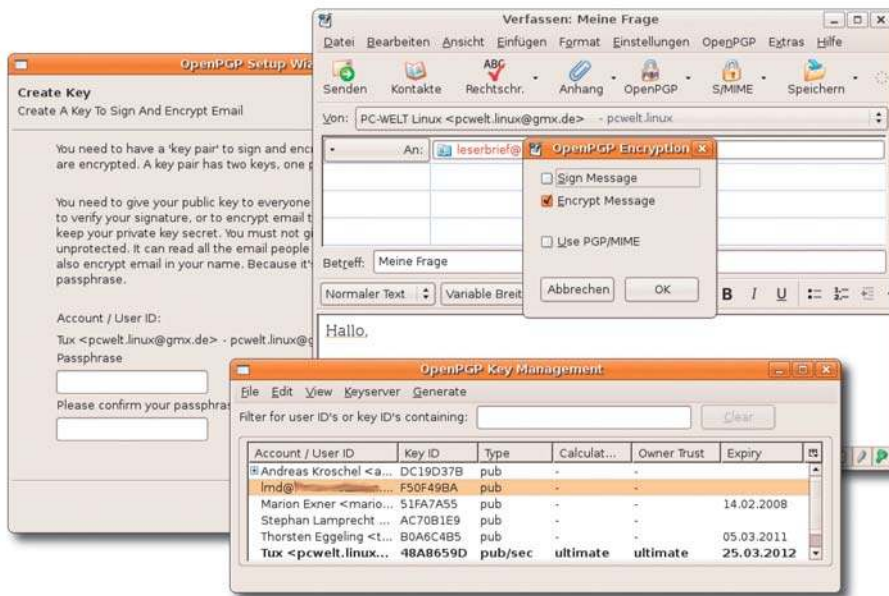 OpenPGP Setup Wiz
Create Key
Create A Key To Sign And Encrypt Email
You need to have a 'key pair' to sign and enc
are encrypted. A key pair has two keys, one p
You need to give your public key to everyone
to verify your signature, or to encrypt email t
keep your private key secret. You must not gi
unprotected. It can read all the email people
also encrypt email in your name. Because it's
passphrase.
Account / User ID:
Tux <pcwelt.linux@gmx.de> - pcwelt.linux@g
Passphrase
Please confirm your passphra
Verfassen: Meine Frage
Datei Bearbeiten Ansicht Einfügen Format Einstellungen OpenPGP Extras Hilfe
Senden Kontakte Rechtschr. Anhang OpenPGP S/MIME Speichern
Von: PC-WELT Linux <pcwelt.linux@gmx.de> - pcwelt.linux
An: leserbrief@
Betreff: Meine Frage
Normaler Text Variable Breit B I U
Hallo,
OpenPGP Encryption
Sign Message
Encrypt Message
Use PGP/MIME
Abbrechen OK
OpenPGP Key Management
File Edit View Keyserver Generate
Filter for user ID's or key ID's containing: Clear
Account / User ID Key ID Type Calculat... Owner Trust Expiry
Andreas Kroschel <a... DC19D37B pub - -
lmd@ ... F50F49BA pub - -
Marion Exner <mario... 51FA7A55 pub - - 14.02.2008
Stephan Lamprecht ... AC70B1E9 pub - -
Thorsten Eggeling <t... B0A6C4B5 pub - - 05.03.2011
Tux <pcwelt.linux... 48A8659D pub/sec ultimate ultimate 25.03.2012